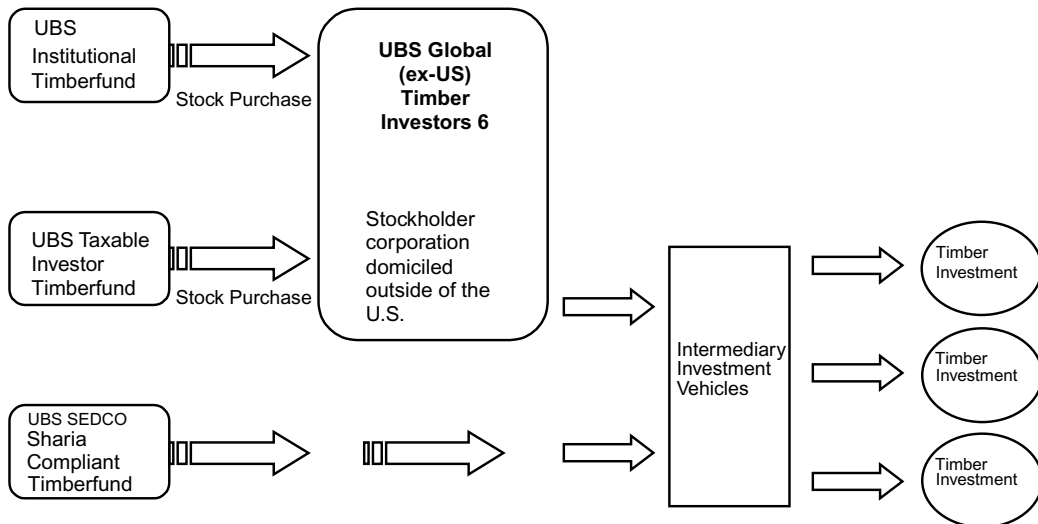 UBS
Institutional
Timberfund
Stock Purchase
UBS Global
(ex-US)
Timber
Investors 6
Stockholder
corporation
domiciled
outside of the
U.S.
UBS Taxable
Investor
Timberfund
Stock Purchase
UBS SEDCO
Sharia
Compliant
Timberfund
Intermediary
Investment
Vehicles
Timber
Investment
Timber
Investment
Timber
Investment